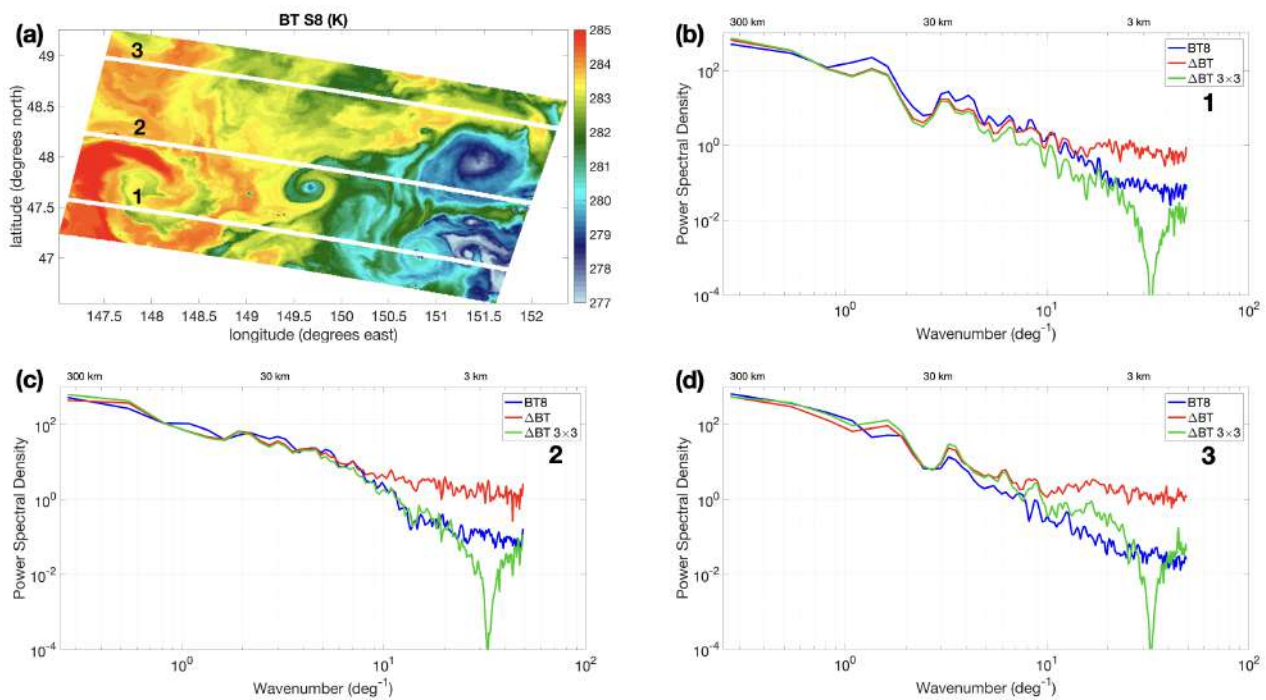 (a)
BT S8 (K)
latitude (degrees north)
49
48.5
48
47.5
47
3
2
1
147.5 148 148.5 149 149.5 150 150.5 151 151.5 152
longitude (degrees east)
285
284
283
282
281
280
279
278
277
(b)
300 km 30 km 3 km
Power Spectral Density
10²
10⁰
10⁻²
10⁻⁴
BT8
ΔBT
ΔBT 3×3
1
10⁰ 10¹ 10²
Wavenumber (deg⁻¹)
(c)
300 km 30 km 3 km
Power Spectral Density
10²
10⁰
10⁻²
10⁻⁴
BT8
ΔBT
ΔBT 3×3
2
10⁰ 10¹ 10²
Wavenumber (deg⁻¹)
(d)
300 km 30 km 3 km
Power Spectral Density
10²
10⁰
10⁻²
10⁻⁴
BT8
ΔBT
ΔBT 3×3
3
10⁰ 10¹ 10²
Wavenumber (deg⁻¹)